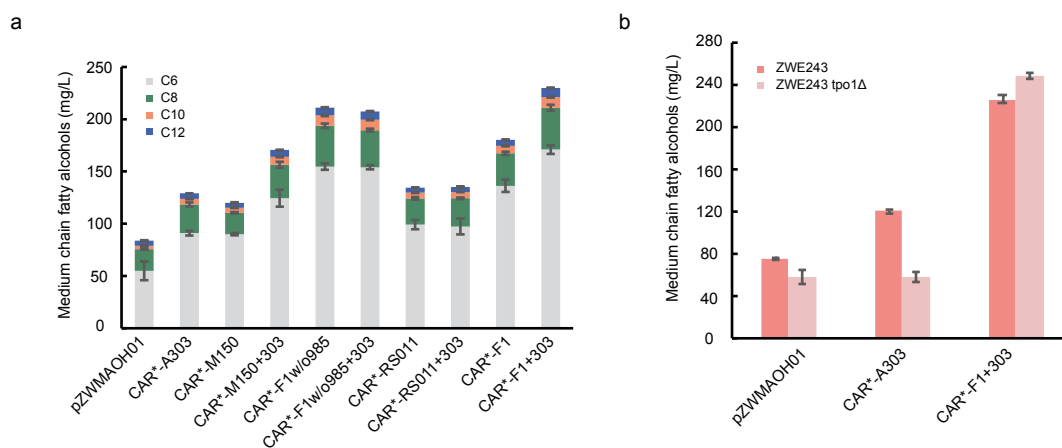 a
Medium chain fatty alcohols (mg/L)
250
200
150
100
50
0
C6
C8
C10
C12
pZWMAOH01
CAR*-A303
CAR*-M150
CAR*-M150+303
CAR*-F1w/o985
CAR*-F1w/o985+303
CAR*-RS011
CAR*-RS011+303
CAR*-F1
CAR*-F1+303
b
Medium chain fatty alcohols (mg/L)
280
240
200
160
120
80
40
0
ZWE243
ZWE243 tpo1Δ
pZWMAOH01
CAR*-A303
CAR*-F1+303